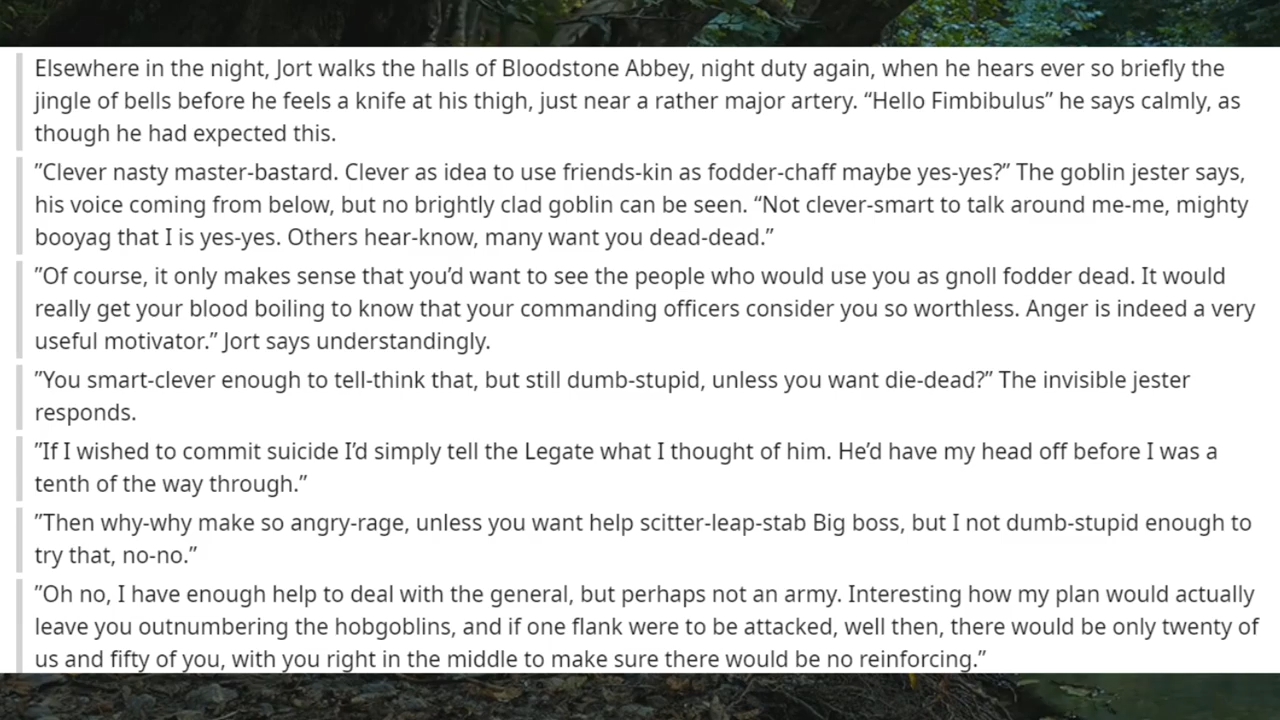 Elsewhere in the night, Jort walks the halls of Bloodstone Abbey, night duty again, when he hears ever so briefly the
jingle of bells before he feels a knife at his thigh, just near a rather major artery. “Hello Fimbibulus” he says calmly, as
though he had expected this.
”Clever nasty master-bastard. Clever as idea to use friends-kin as fodder-chaff maybe yes-yes?” The goblin jester says,
his voice coming from below, but no brightly clad goblin can be seen. “Not clever-smart to talk around me-me, mighty
booyag that I is yes-yes. Others hear-know, many want you dead-dead.”
”Of course, it only makes sense that you’d want to see the people who would use you as gnoll fodder dead. It would
really get your blood boiling to know that your commanding officers consider you so worthless. Anger is indeed a very
useful motivator.” Jort says understandingly.
”You smart-clever enough to tell-think that, but still dumb-stupid, unless you want die-dead?” The invisible jester
responds.
”If I wished to commit suicide I’d simply tell the Legate what I thought of him. He’d have my head off before I was a
tenth of the way through.”
”Then why-why make so angry-rage, unless you want help scitter-leap-stab Big boss, but I not dumb-stupid enough to
try that, no-no.”
”Oh no, I have enough help to deal with the general, but perhaps not an army. Interesting how my plan would actually
leave you outnumbering the hobgoblins, and if one flank were to be attacked, well then, there would be only twenty of
us and fifty of you, with you right in the middle to make sure there would be no reinforcing.”